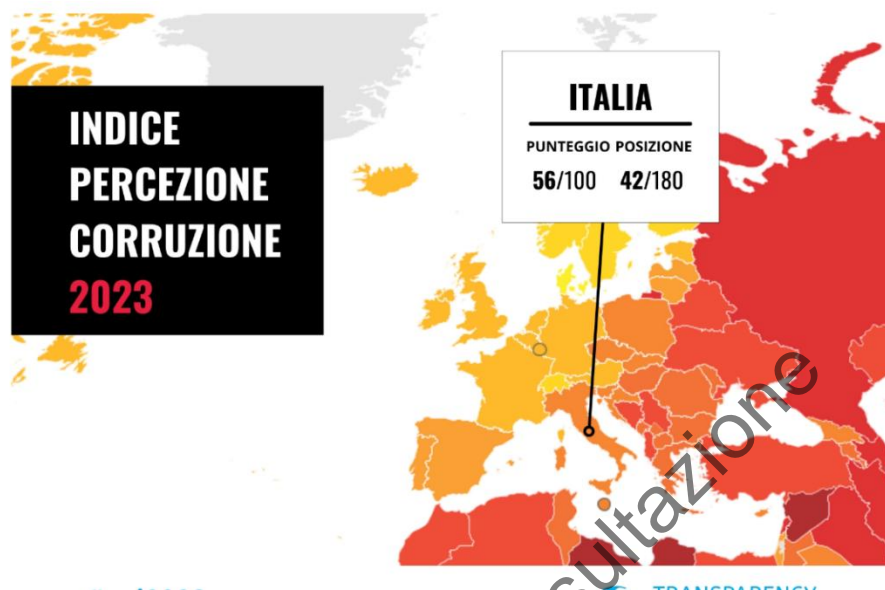 INDICE
PERCEZIONE
CORRUZIONE
2023
ITALIA
PUNTEGGIO POSIZIONE
56/100 42/180